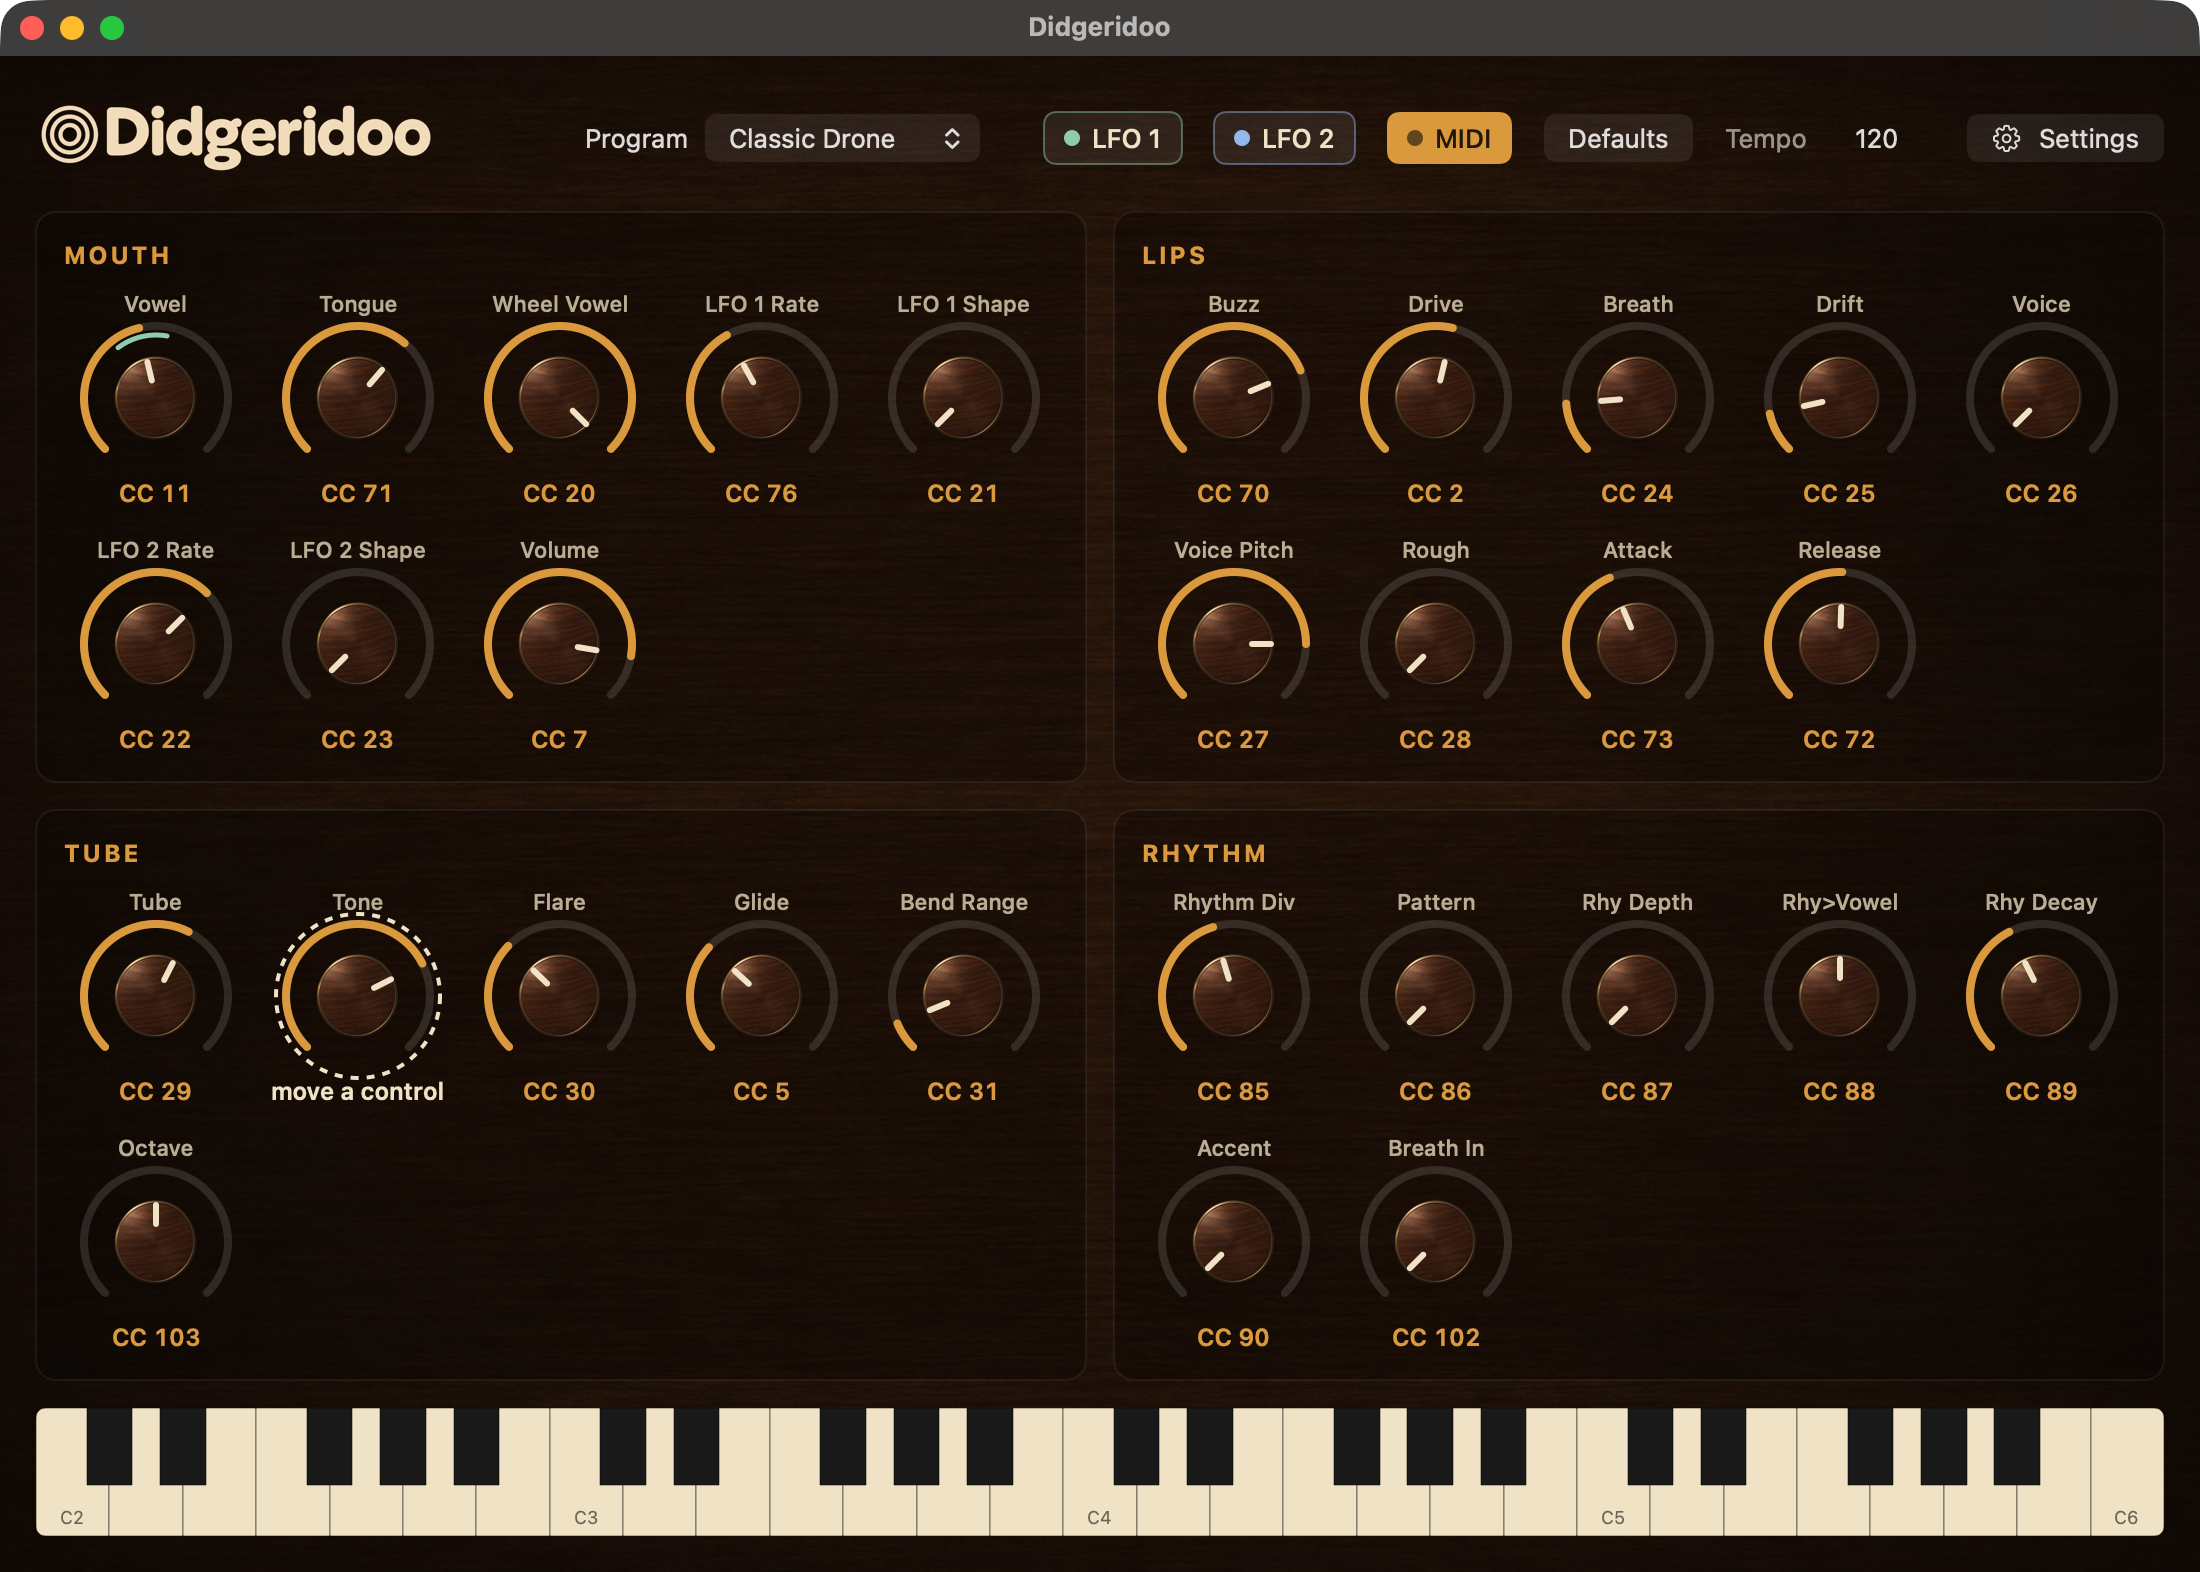 Didgeridoo
Didgeridoo
Program
Classic Drone
LFO 1
LFO 2
MIDI
Defaults
Tempo
120
Settings
MOUTH
Vowel
Tongue
Wheel Vowel
LFO 1 Rate
LFO 1 Shape
CC 11
CC 71
CC 20
CC 76
CC 21
LFO 2 Rate
LFO 2 Shape
Volume
CC 22
CC 23
CC 7
LIPS
Buzz
Drive
Breath
Drift
Voice
CC 70
CC 2
CC 24
CC 25
CC 26
Voice Pitch
Rough
Attack
Release
CC 27
CC 28
CC 73
CC 72
TUBE
Tube
Tone
Flare
Glide
Bend Range
CC 29
move a control
CC 30
CC 5
CC 31
Octave
CC 103
RHYTHM
Rhythm Div
Pattern
Rhy Depth
Rhy>Vowel
Rhy Decay
CC 85
CC 86
CC 87
CC 88
CC 89
Accent
Breath In
CC 90
CC 102
C2
C3
C4
C5
C6